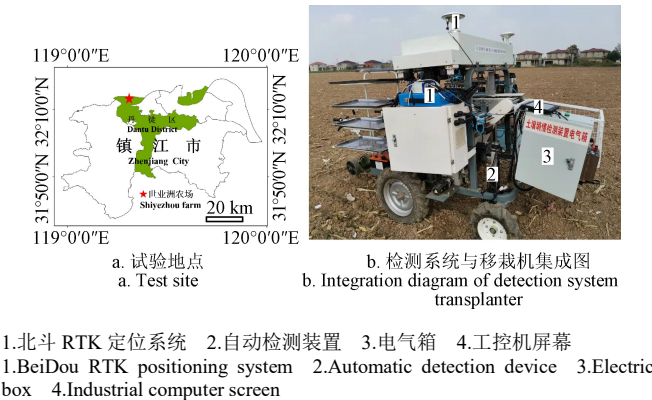 119°0′0″E 120°0′0″E
32°10′0″N 32°10′0″N
31°50′0″N 31°50′0″N
丹徒区
Dantu District
镇江市
Zhenjiang City
★世业洲农场
Shiyezhou farm
20 km
119°0′0″E 120°0′0″E
1
1
4
土壤墒情检测装置电气箱
3
2
a. 试验地点
a. Test site
b. 检测系统与移栽机集成图
b. Integration diagram of detection system
transplanter
1.北斗 RTK 定位系统 2.自动检测装置 3.电气箱 4.工控机屏幕
1.BeiDou RTK positioning system 2.Automatic detection device 3.Electric
box 4.Industrial computer screen